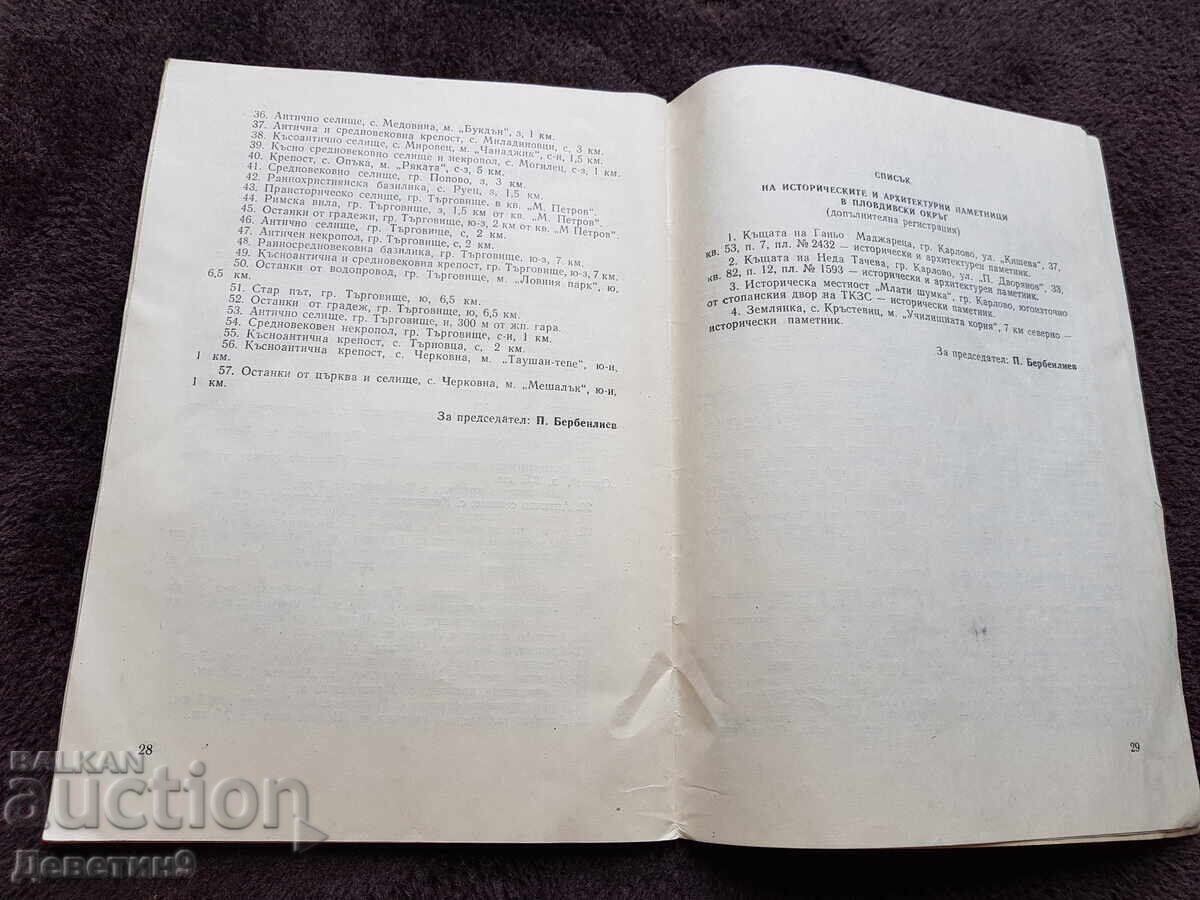 36. Антично селище, с. Медовина, м. „Буклън", з, 1 км.
37. Антична и средновековна крепост, с. Миладиновци, с, 3 км.
38. Късоантично селище, с. Мировец, м. „Чанаджик", с-и, 1,5 км.
39. Късно средновековно селище и некропол, с. Могилец, с-з, 1 км.
40. Крепост, с. Опъка, м. „Ряката", с-з, 5 км.
41. Средновековно селище, гр. Попово, з, 3 км.
42. Раннохристиянска базилика, с. Руец, з, 1,5 км.
43. Праисторическо селище, гр. Търговище, в кв. „М. Петров".
44. Римска вила, гр. Търговище, з, 1,5 км от кв. „М. Петров".
45. Останки от градежи, гр. Търговище, ю-з, 2 км от кв. „М Петров".
46. Антично селище, гр. Търговище, с, 2 км.
47. Античен некропол, гр. Търговище, с, 2 км.
48. Ранносредновековна базилика, гр. Търговище, ю-з, 7 км.
49. Късноантична и средновековна крепост, гр. Търговище, ю-з, 7 км.
50. Останки от водопровод, гр. Търговище, м. „Ловния парк", ю,
6,5 км.
51. Стар път, гр. Търговище, ю, 6,5 км.
52. Останки от градеж, гр. Търговище, ю, 6,5 км.
53. Антично селище, гр. Търговище, и, 300 м от жп. гара.
54. Средновековен некропол, гр. Търговище, с-и, 1 км.
55. Късноантична крепост, с. Търновца, с, 2 км.
56. Късноантична крепост, с. Черковна, м. „Таушан-тепе", ю-и,
1 км.
57. Останки от църква и селище, с. Черковна, м. „Мешалък", ю-и,
1 км.
За председател: П. Бербенлиев
28
СПИСЪК
НА ИСТОРИЧЕСКИТЕ И АРХИТЕКТУРНИ ПАМЕТНИЦИ
В ПЛОВДИВСКИ ОКРЪГ
(допълнителна регистрация)
1. Къщата на Ганьо Маджареца, гр. Карлово, ул. „Кишева", 37,
кв. 53, п. 7, пл. № 2432 — исторически и архитектурен паметник.
2. Къщата на Неда Тачева, гр. Карлово, ул. „П. Дворянов", 33,
кв. 82, п. 12, пл. № 1593 — исторически и архитектурен паметник.
3. Историческа местност „Млати шумка", гр. Карлово, югоизточно
от стопанския двор на ТКЗС — исторически паметник.
4. Землянка, с. Кръстевиц, м. „Училищната кория", 7 км северно —
исторически паметник.
За председател: П. Бербенлиев
29
BALKAN
auction
Деветин9